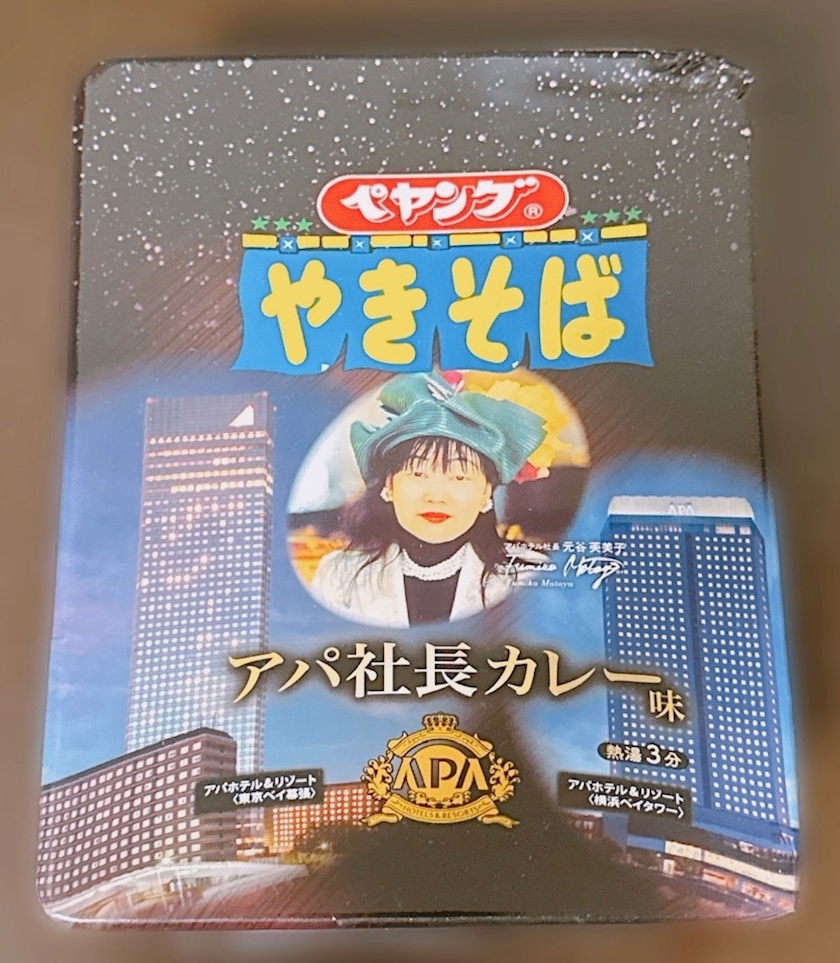 ペヤング®
やきそば
アパホテル社長 元谷 芙美子
Fumiko Motoya
Fumiko Motoya
APA
アパ社長カレー味
熱湯3分
APA
HOTELS & RESORTS
アパホテル&リゾート
〈東京ベイ幕張〉
アパホテル&リゾート
〈横浜ベイタワー〉